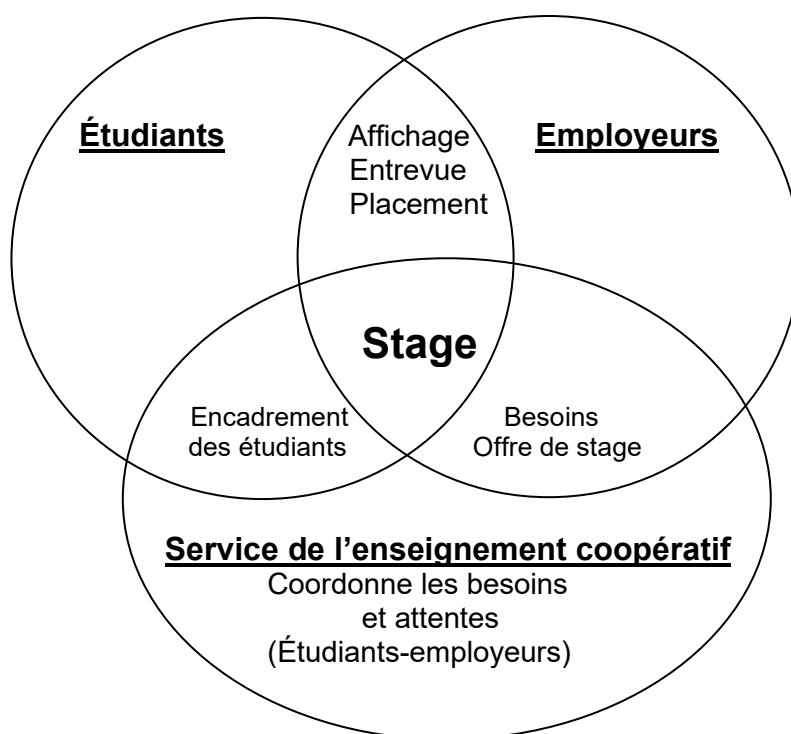 Étudiants
Affichage
Entrevue
Placement
Employeurs
Stage
Encadrement
des étudiants
Besoins
Offre de stage
Service de l’enseignement coopératif
Coordonne les besoins
et attentes
(Étudiants-employeurs)